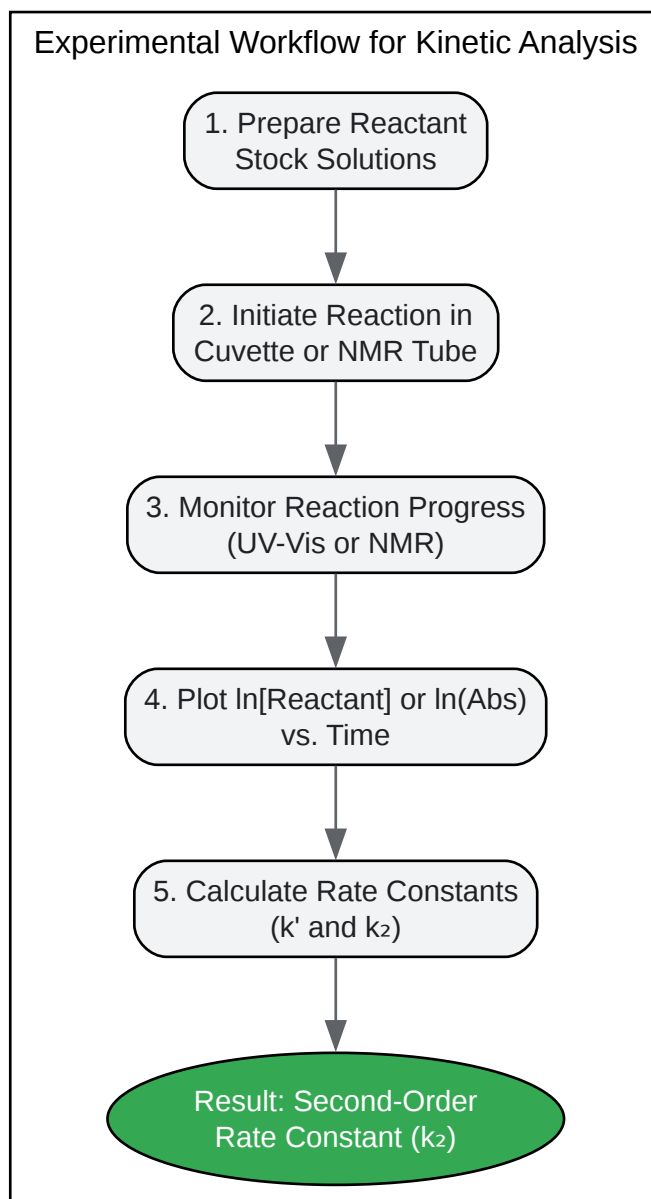 Experimental Workflow for Kinetic Analysis
1. Prepare Reactant
Stock Solutions
2. Initiate Reaction in
Cuvette or NMR Tube
3. Monitor Reaction Progress
(UV-Vis or NMR)
4. Plot ln[Reactant] or ln(Abs)
vs. Time
5. Calculate Rate Constants
(k' and k₂)
Result: Second-Order
Rate Constant (k₂)